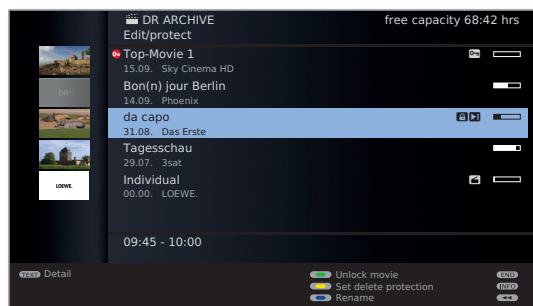 DR ARCHIVE free capacity 68:42 hrs
Edit/protect
Top-Movie 1
15.09. Sky Cinema HD
DR+
Bon(n) jour Berlin
14.09. Phoenix
da capo
31.08. Das Erste
Tagesschau
29.07. 3sat
LOEWE.
Individual
00.00. LOEWE.
09:45 - 10:00
TEXT Detail
Unlock movie END
Set delete protection INFO
Rename